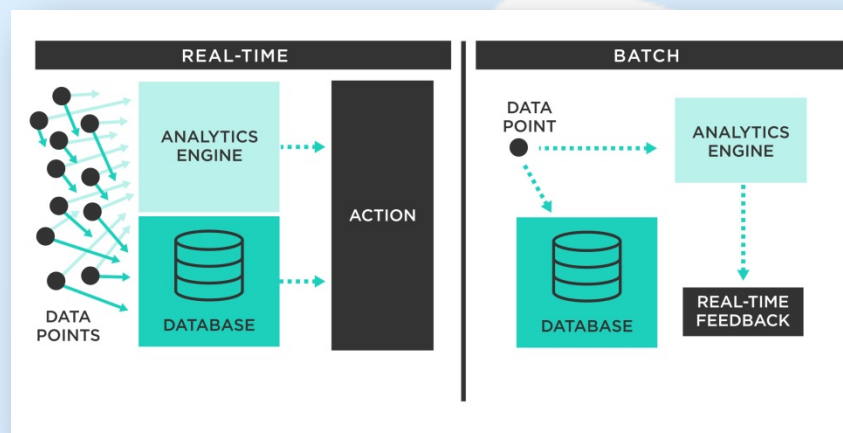 REAL-TIME
ANALYTICS
ENGINE
ACTION
DATABASE
DATA
POINTS
BATCH
DATA
POINT
ANALYTICS
ENGINE
DATABASE
REAL-TIME
FEEDBACK